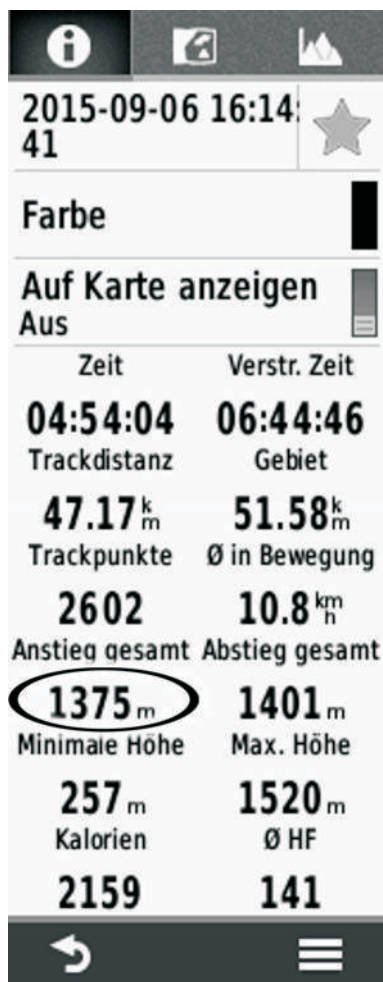 2015-09-06 16:14:
41
Farbe
Auf Karte anzeigen
Aus
Zeit Verstr. Zeit
04:54:04 06:44:46
Trackdistanz Gebiet
47.17 km 51.58 km
Trackpunkte Ø in Bewegung
2602 10.8 km/h
Anstieg gesamt Abstieg gesamt
1375 m 1401 m
Minimale Höhe Max. Höhe
257 m 1520 m
Kalorien Ø HF
2159 141